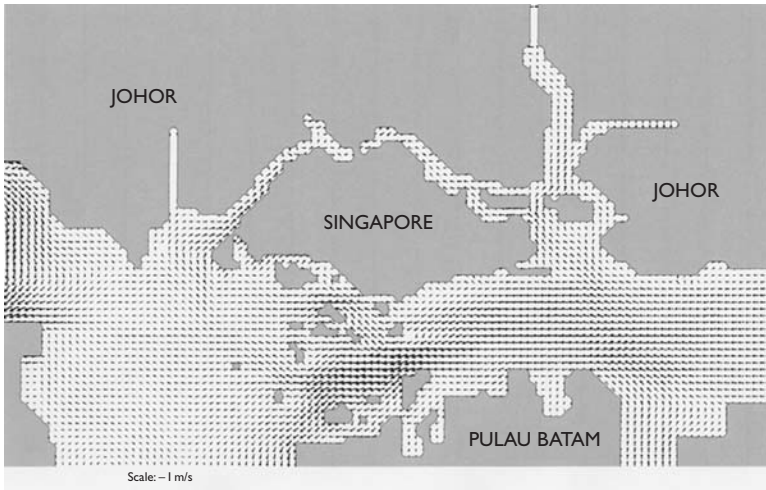 JOHOR
JOHOR
SINGAPORE
PULAU BATAM
Scale: – 1 m/s